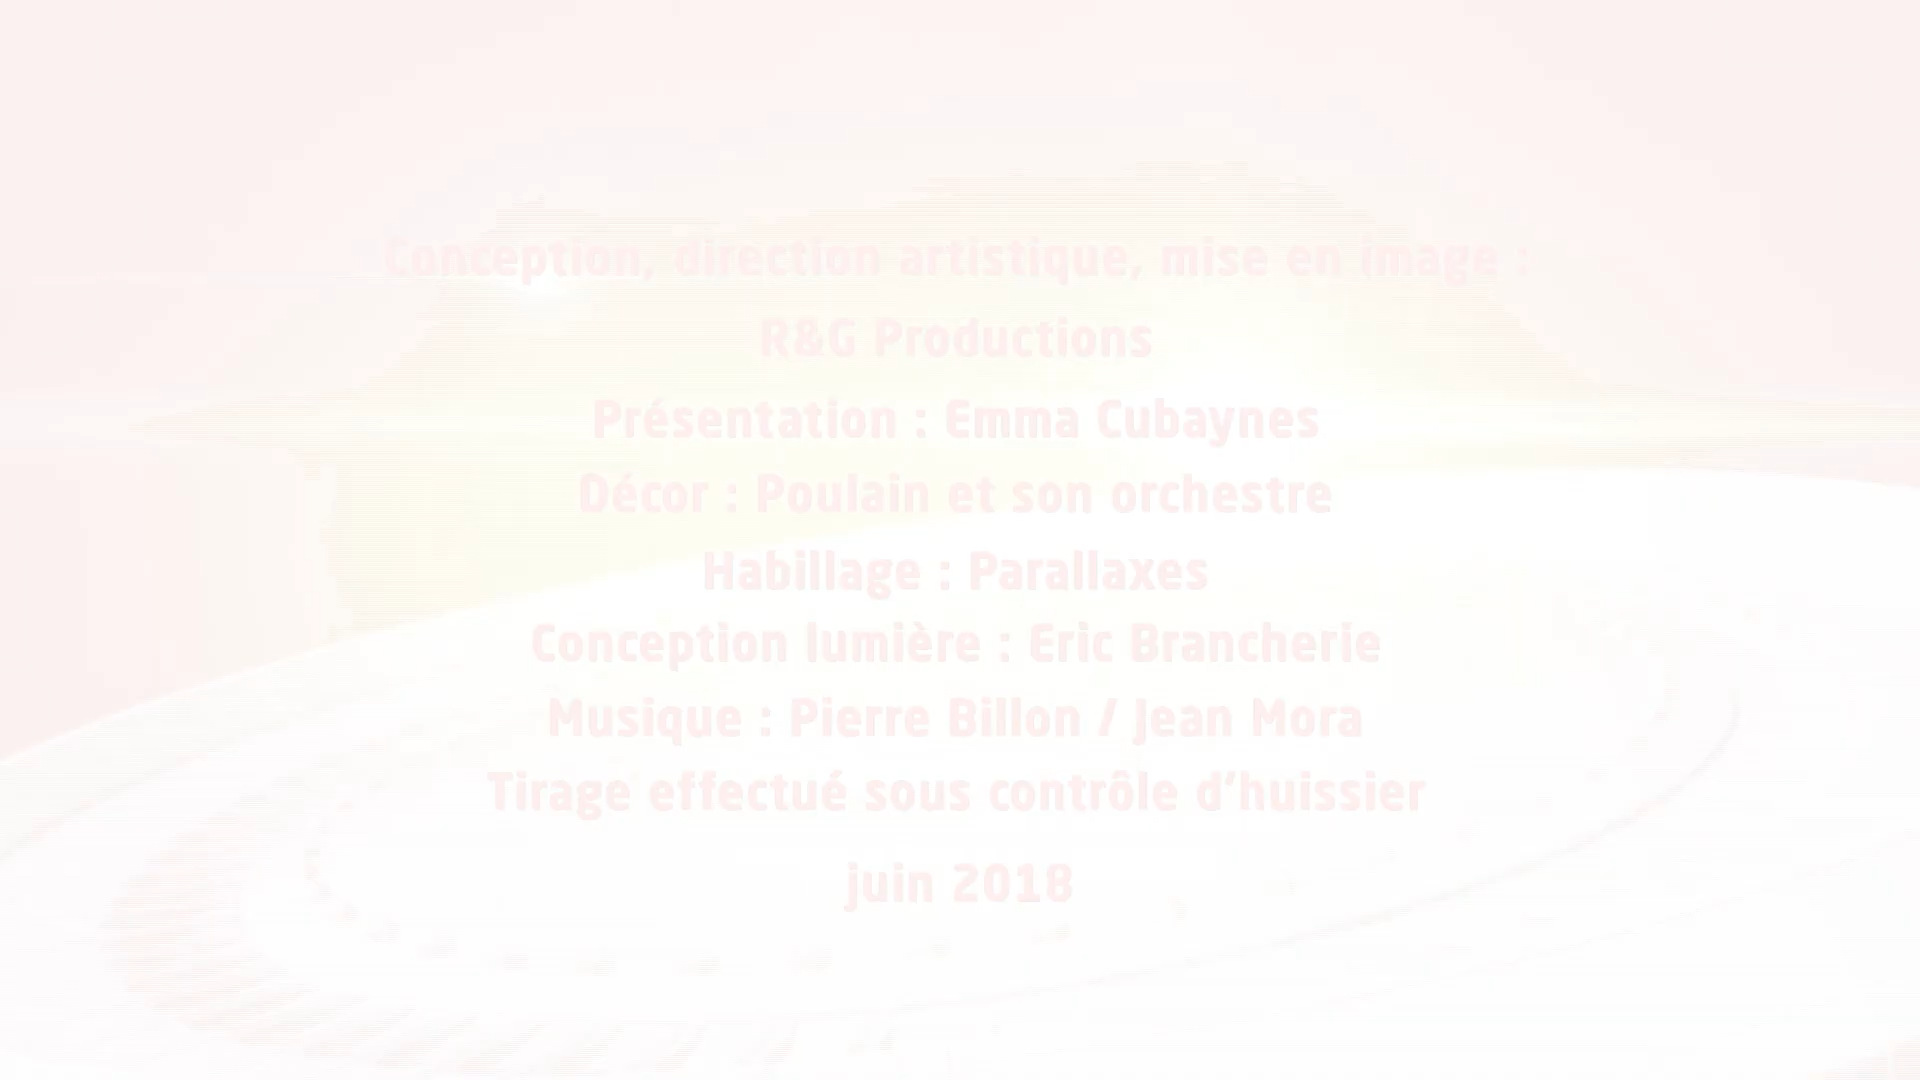 Conception, direction artistique, mise en image :
R&G Productions
Présentation : Emma Cubaynes
Décor : Poulain et son orchestre
Habillage : Parallaxes
Conception lumière : Eric Brancherie
Musique : Pierre Billon / Jean Mora
Tirage effectué sous contrôle d'huissier
juin 2018